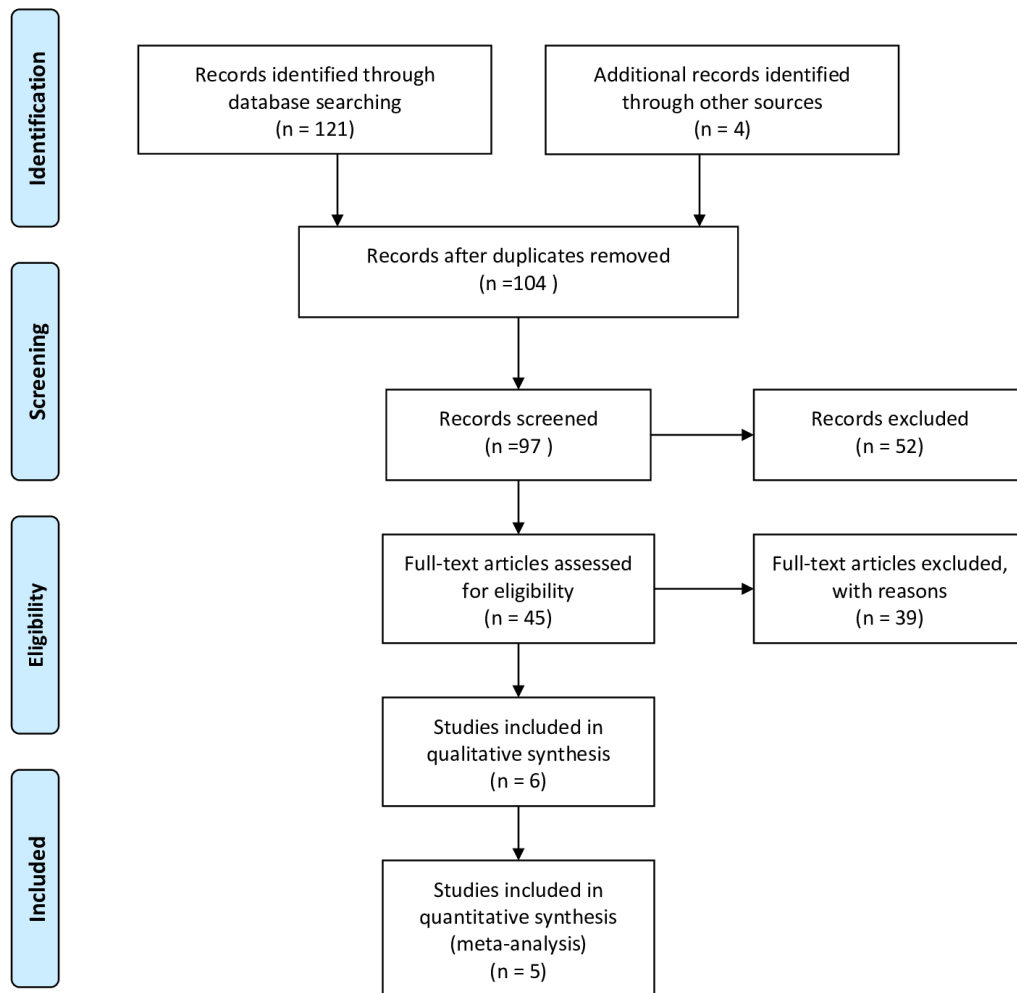 Identification
Records identified through
database searching
(n = 121)
Additional records identified
through other sources
(n = 4)
Records after duplicates removed
(n =104 )
Screening
Records screened
(n =97 )
Records excluded
(n = 52)
Eligibility
Full-text articles assessed
for eligibility
(n = 45)
Full-text articles excluded,
with reasons
(n = 39)
Studies included in
qualitative synthesis
(n = 6)
Included
Studies included in
quantitative synthesis
(meta-analysis)
(n = 5)